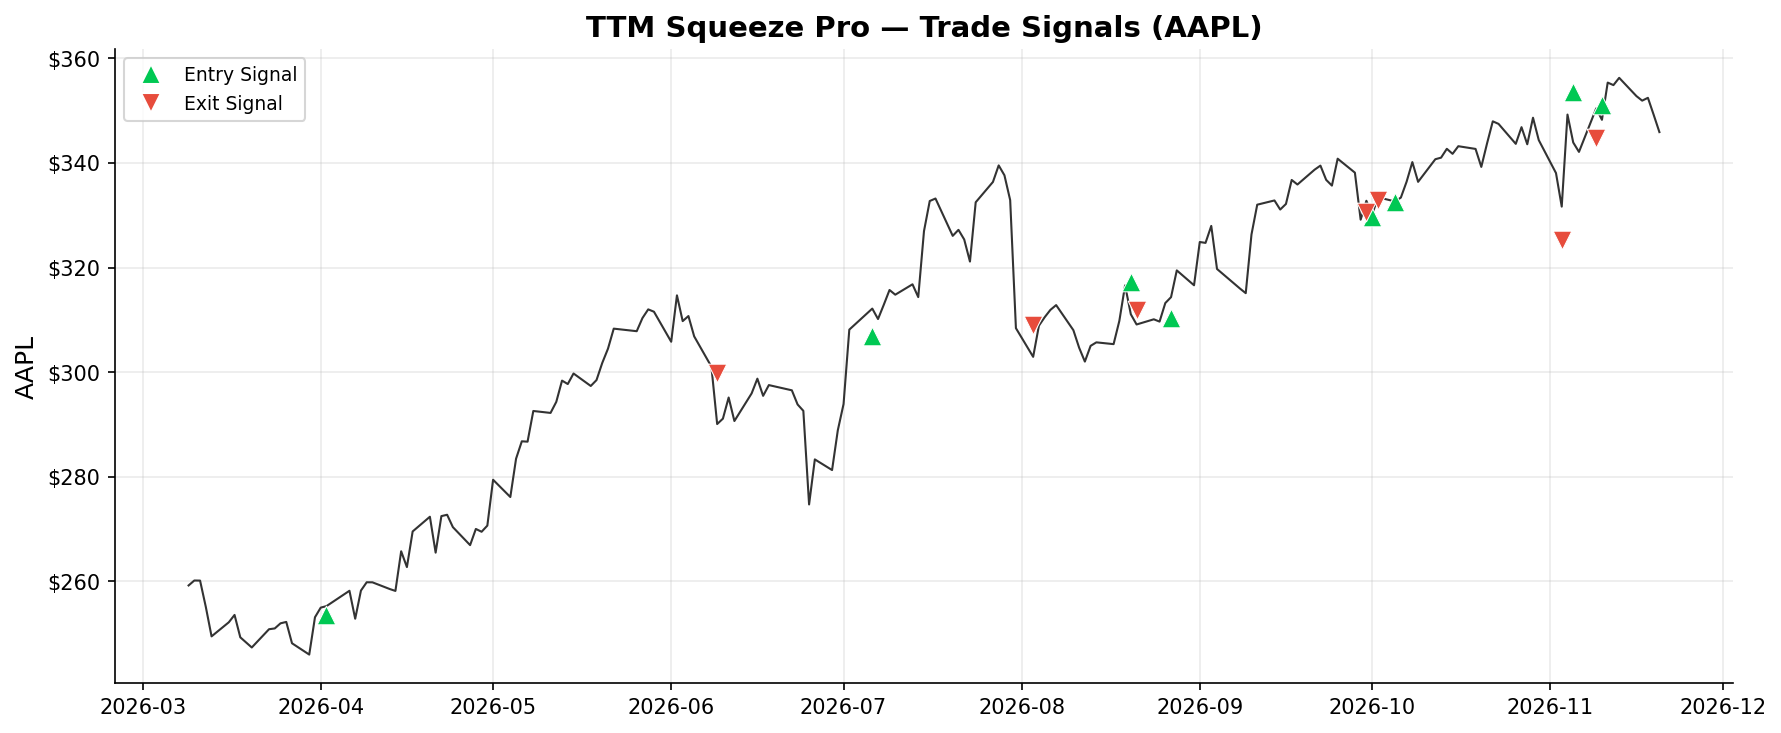 TTM Squeeze Pro — Trade Signals (AAPL)
Entry Signal
Exit Signal
AAPL
$360
$340
$320
$300
$280
$260
2026-03 2026-04 2026-05 2026-06 2026-07 2026-08 2026-09 2026-10 2026-11 2026-12